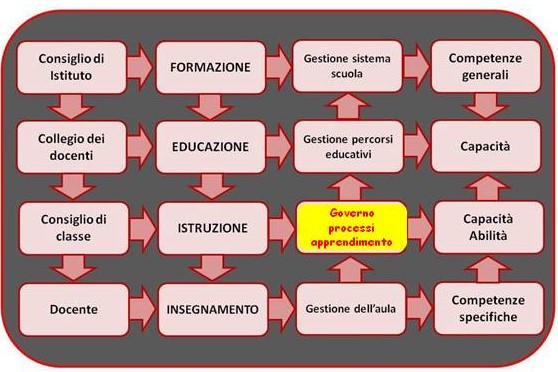 Consiglio di
Istituto
FORMAZIONE
Gestione sistema
scuola
Competenze
generali
Collegio dei
docenti
EDUCAZIONE
Gestione percorsi
educativi
Capacità
Consiglio di
classe
ISTRUZIONE
Governo
processi
apprendimento
Capacità
Abilità
Docente
INSEGNAMENTO
Gestione dell'aula
Competenze
specifiche